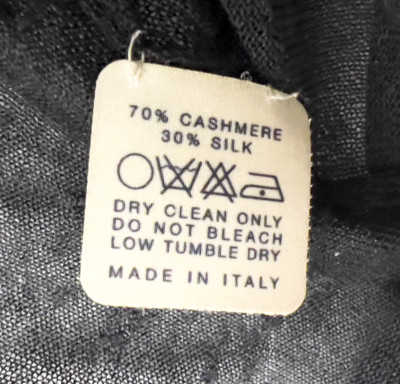 70% CASHMERE
30% SILK
DRY CLEAN ONLY
DO NOT BLEACH
LOW TUMBLE DRY
MADE IN ITALY